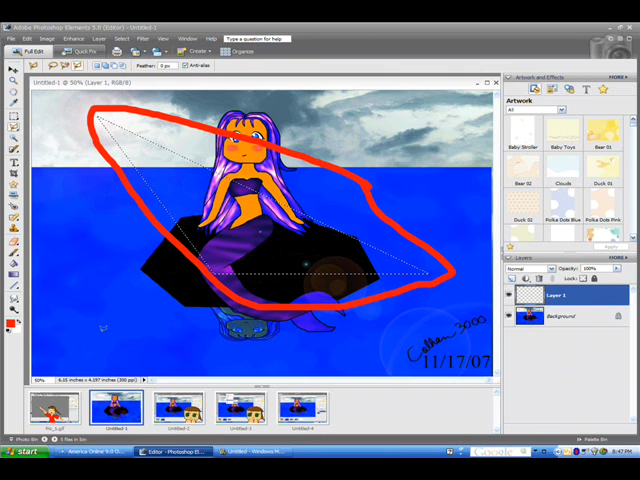 Adobe Photoshop Elements 5.0 (Editor) - Untitled-1
File Edit Image Enhance Layer Select Filter View Window Help Type a question for help
Full Edit Quick Fix Create Organize
Feather: 0 px Anti-alias
Untitled-1 @ 50% (Layer 1, RGB/8)
Artwork and Effects MORE
Artwork
All
Baby Stroller Baby Toys Bear 01
Bear 02 Clouds Duck 01
Duck 02 Polka Dots Blue Polka Dots Pink
Apply
Layers MORE
Normal Opacity: 100%
Lock:
Layer 1
Background
3000
11/17/07
50% 6.15 inches x 4.197 inches (300 ppi)
Untitled-1 Untitled-2 Untitled-3 Untitled-4
Photo Bin 5 files in Bin Palette Bin
start America Online 9.0 O... Editor - Photoshop El... Untitled - Windows M... Google 8:47 PM